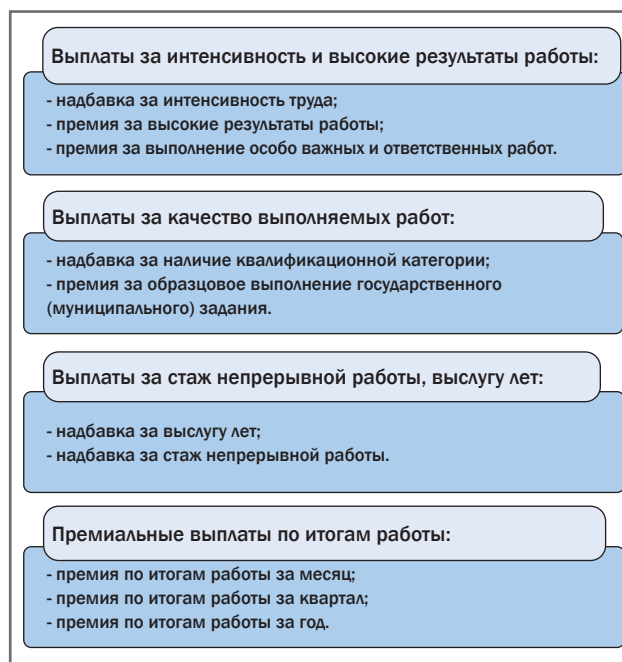 Выплаты за интенсивность и высокие результаты работы:
- надбавка за интенсивность труда;
- премия за высокие результаты работы;
- премия за выполнение особо важных и ответственных работ.
Выплаты за качество выполняемых работ:
- надбавка за наличие квалификационной категории;
- премия за образцовое выполнение государственного
(муниципального) задания.
Выплаты за стаж непрерывной работы, выслугу лет:
- надбавка за выслугу лет;
- надбавка за стаж непрерывной работы.
Премиальные выплаты по итогам работы:
- премия по итогам работы за месяц;
- премия по итогам работы за квартал;
- премия по итогам работы за год.